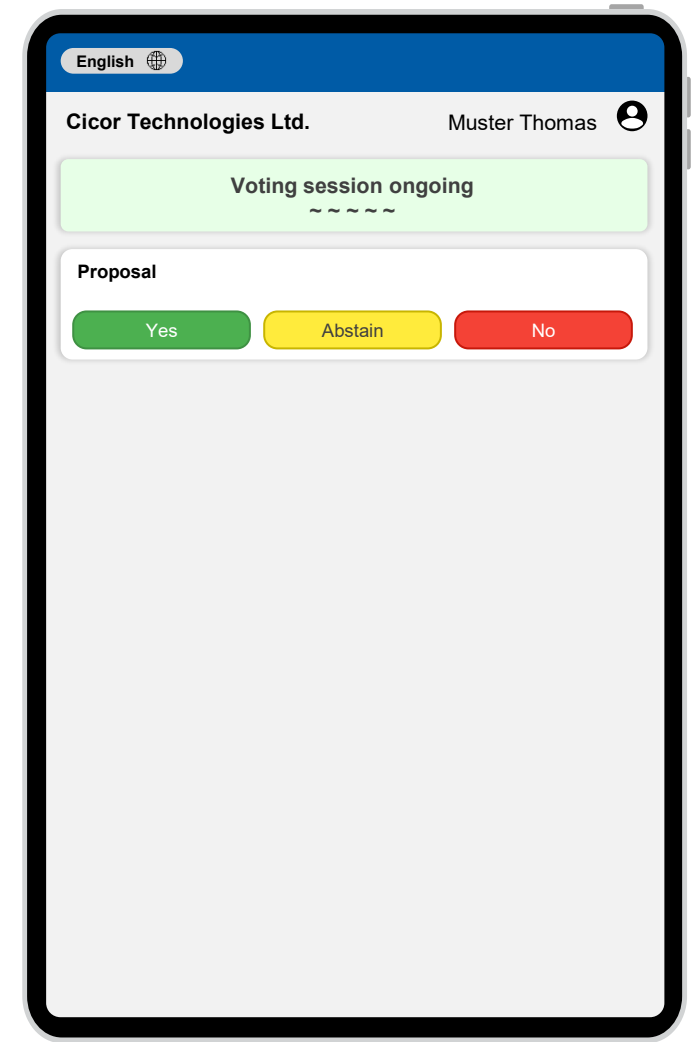 English
Cicor Technologies Ltd. Muster Thomas
Voting session ongoing
~ ~ ~ ~ ~
Proposal
Yes Abstain No